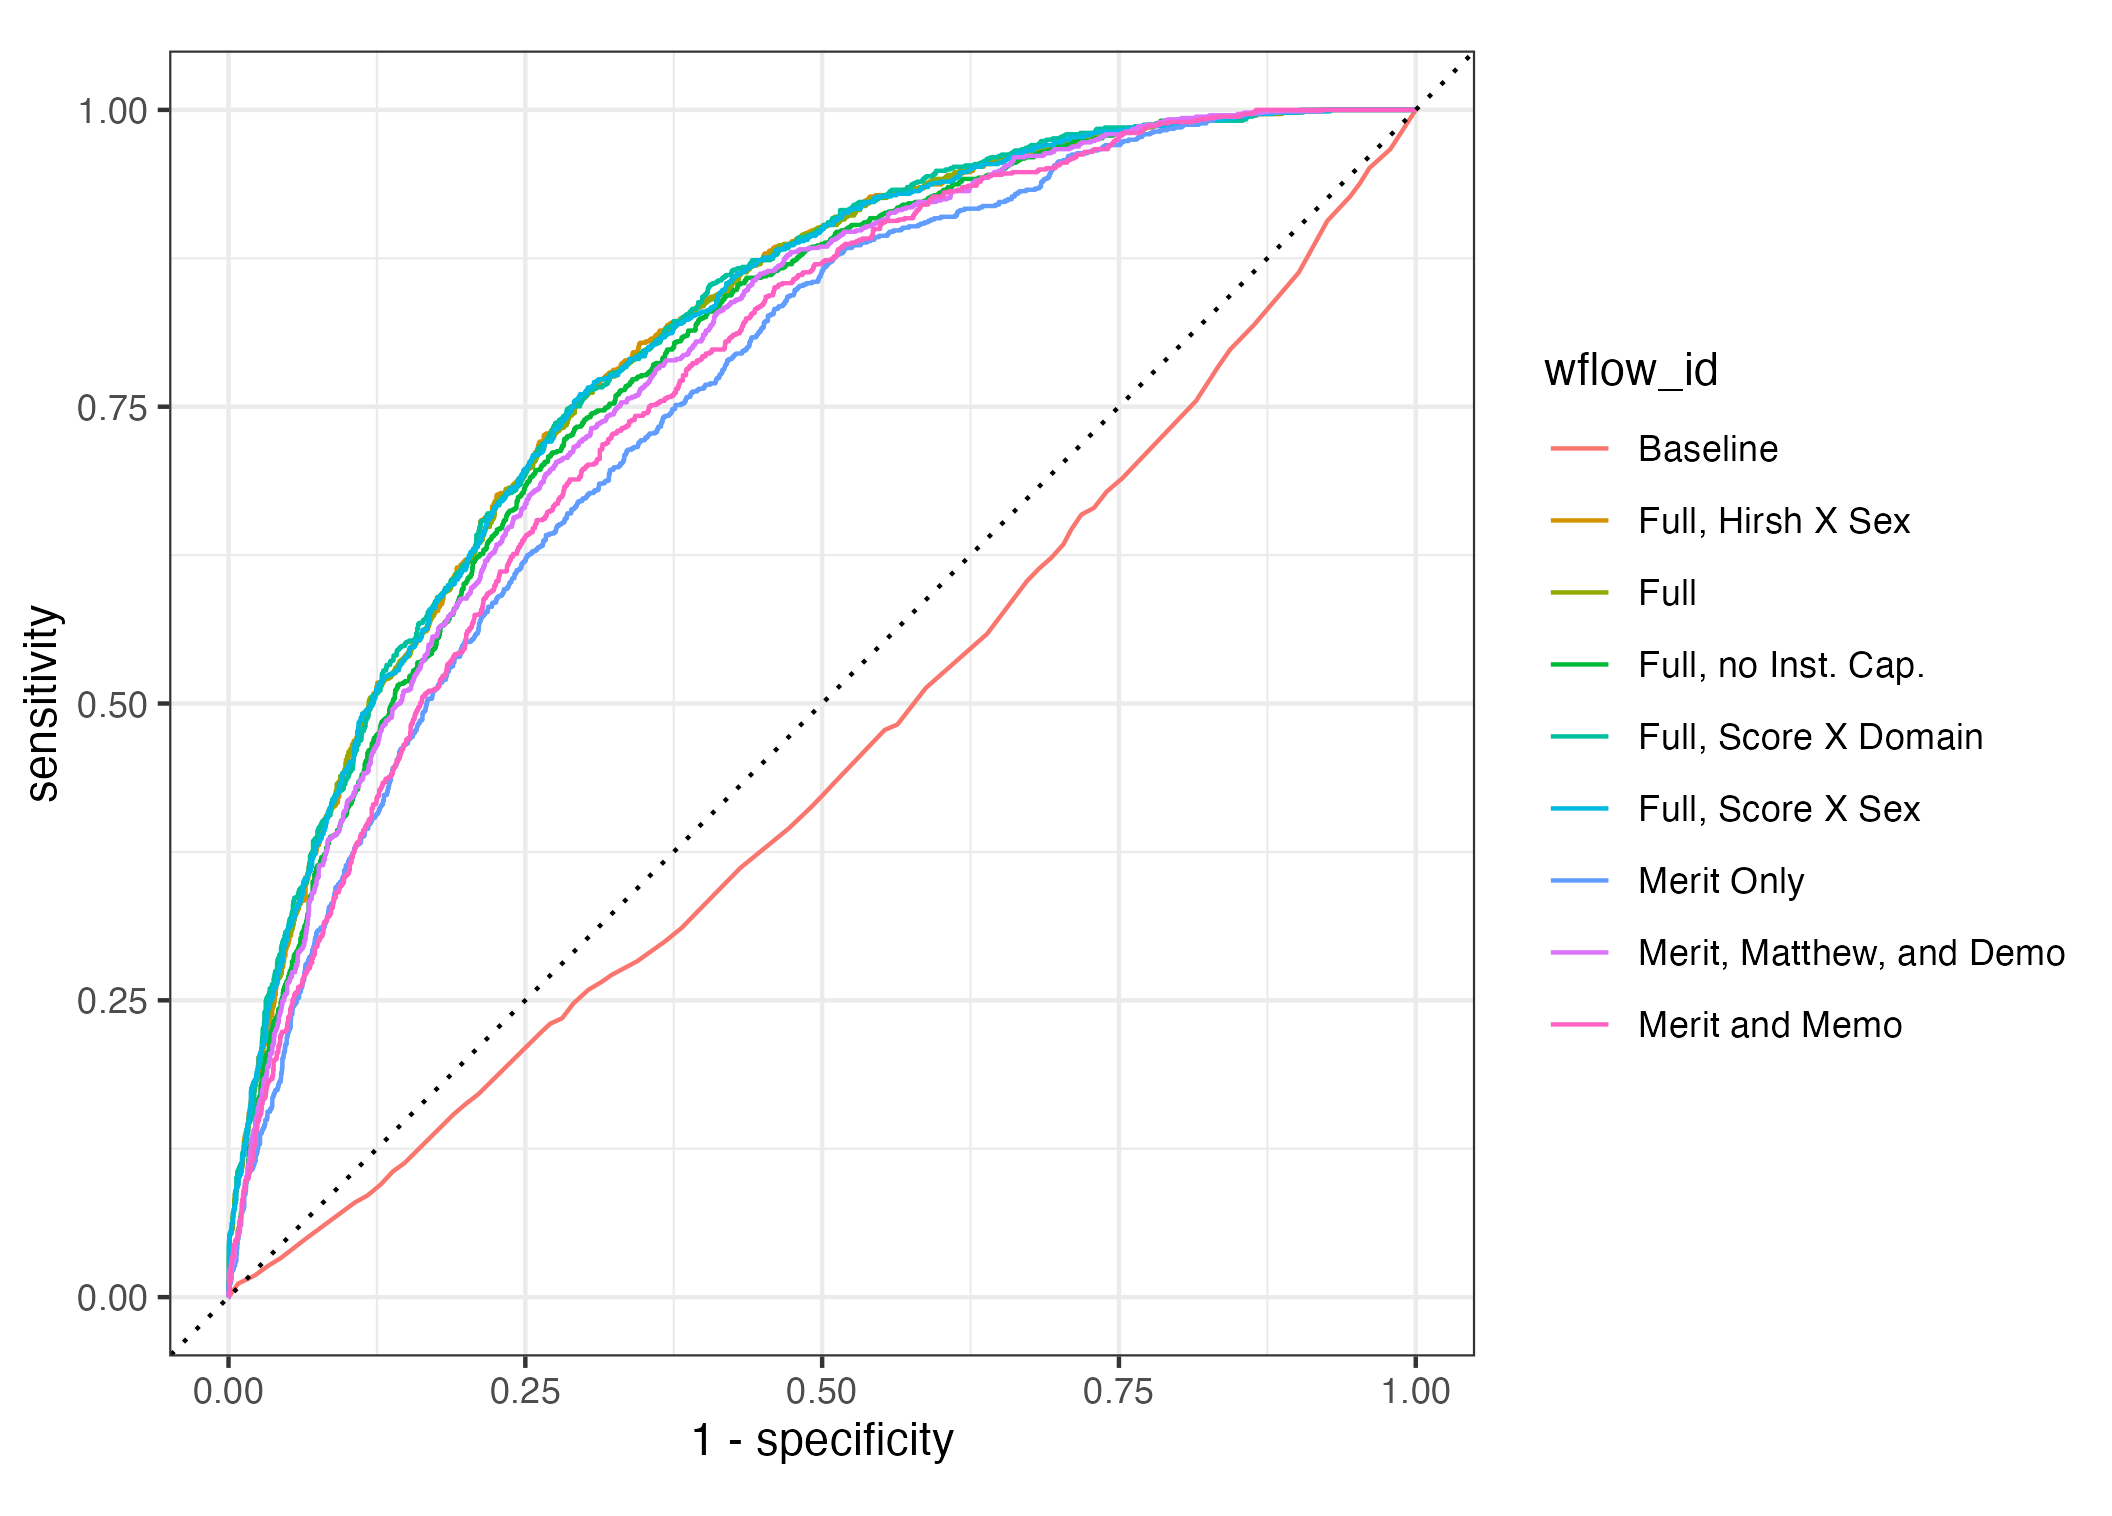 1.00
0.75
0.50
0.25
0.00
sensitivity
0.00 0.25 0.50 0.75 1.00
1 - specificity
wflow_id
Baseline
Full, Hirsh X Sex
Full
Full, no Inst. Cap.
Full, Score X Domain
Full, Score X Sex
Merit Only
Merit, Matthew, and Demo
Merit and Memo